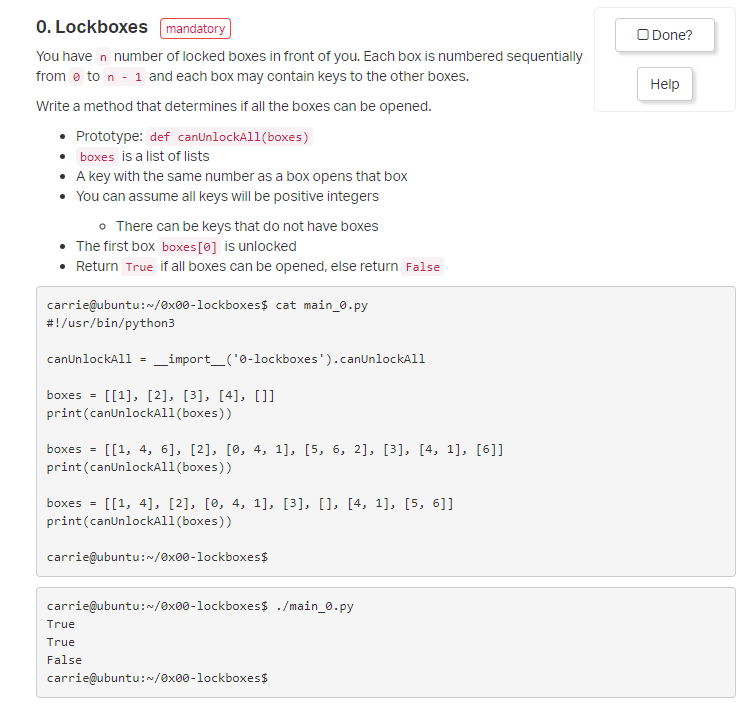 0. Lockboxes mandatory
Done?
Help
You have n number of locked boxes in front of you. Each box is numbered sequentially
from 0 to n - 1 and each box may contain keys to the other boxes.
Write a method that determines if all the boxes can be opened.
• Prototype: def canUnlockAll(boxes)
• boxes is a list of lists
• A key with the same number as a box opens that box
• You can assume all keys will be positive integers
◦ There can be keys that do not have boxes
• The first box boxes[0] is unlocked
• Return True if all boxes can be opened, else return False
carrie@ubuntu:~/0x00-lockboxes$ cat main_0.py
#!/usr/bin/python3
canUnlockAll = __import__('0-lockboxes').canUnlockAll
boxes = [[1], [2], [3], [4], []]
print(canUnlockAll(boxes))
boxes = [[1, 4, 6], [2], [0, 4, 1], [5, 6, 2], [3], [4, 1], [6]]
print(canUnlockAll(boxes))
boxes = [[1, 4], [2], [0, 4, 1], [3], [], [4, 1], [5, 6]]
print(canUnlockAll(boxes))
carrie@ubuntu:~/0x00-lockboxes$
carrie@ubuntu:~/0x00-lockboxes$ ./main_0.py
True
True
False
carrie@ubuntu:~/0x00-lockboxes$